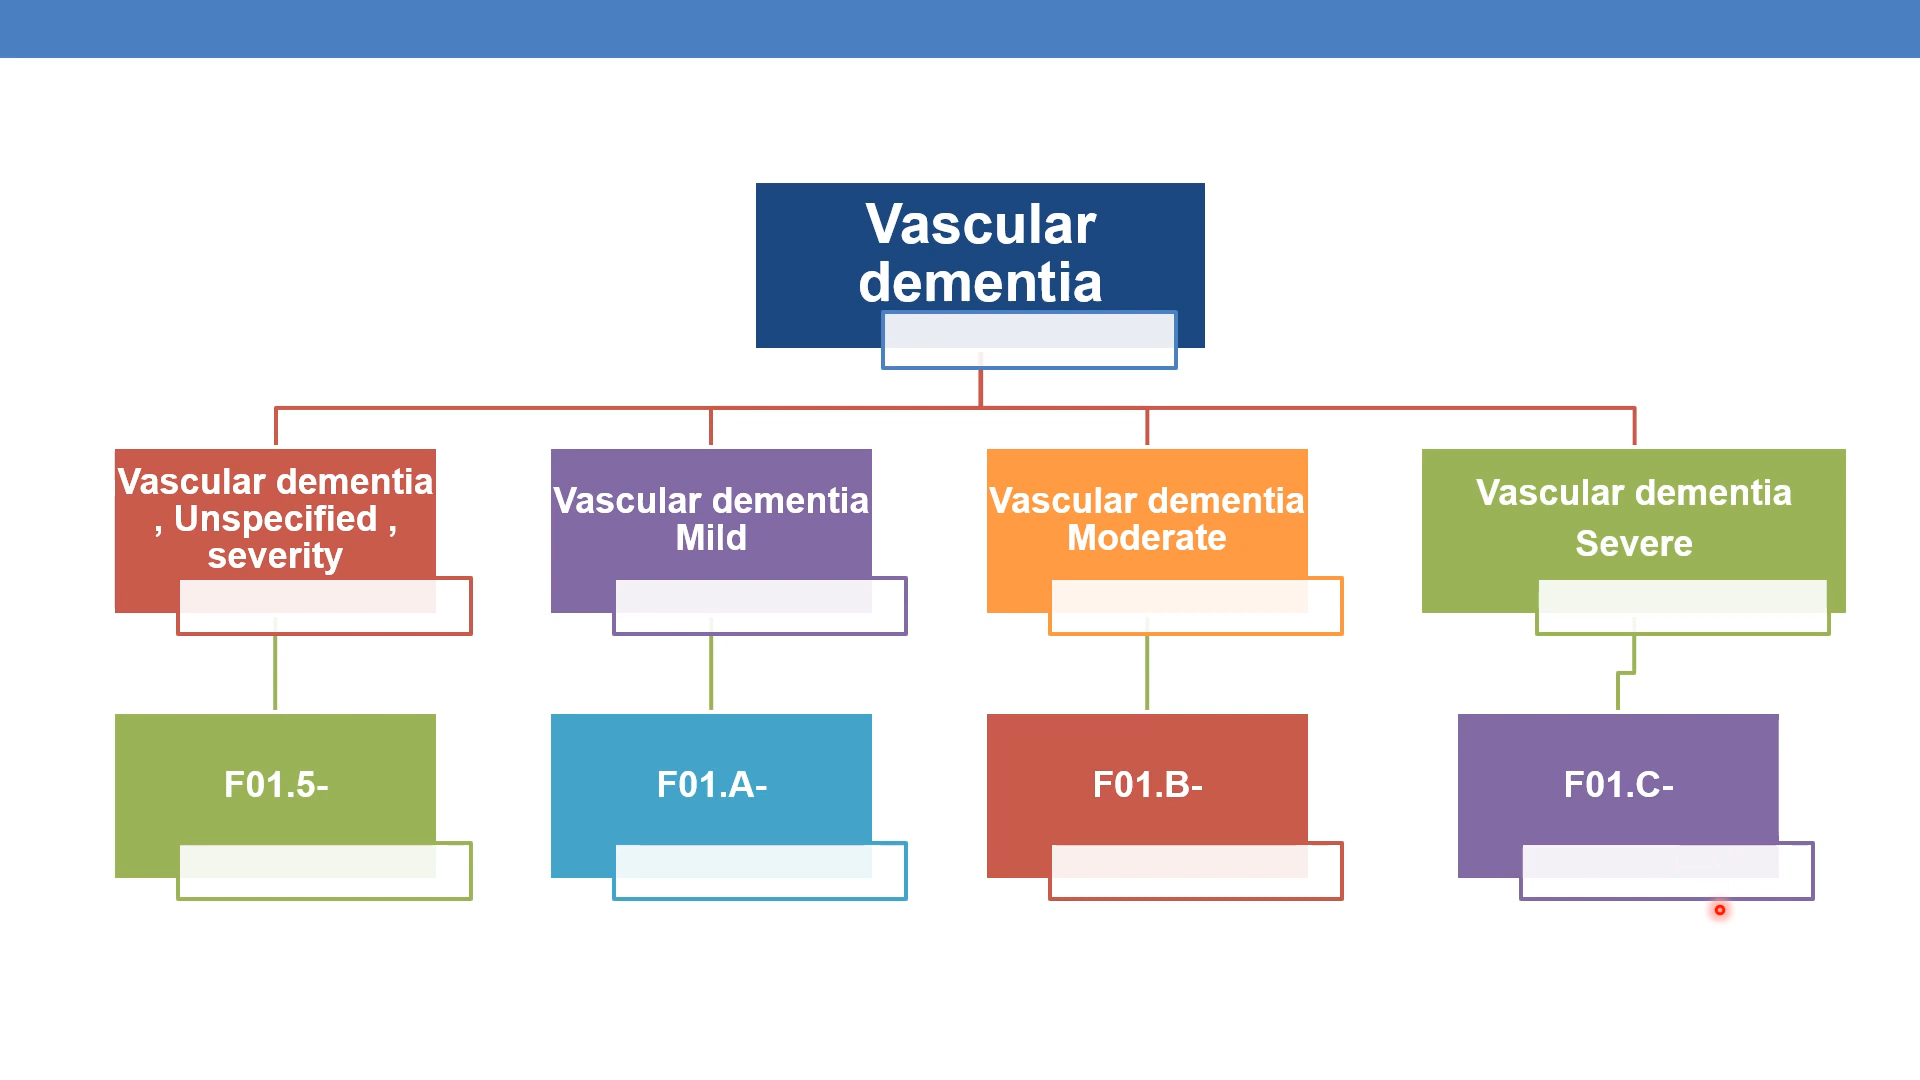 Vascular
dementia
Vascular dementia
, Unspecified ,
severity
Vascular dementia
Mild
Vascular dementia
Moderate
Vascular dementia
Severe
F01.5-
F01.A-
F01.B-
F01.C-